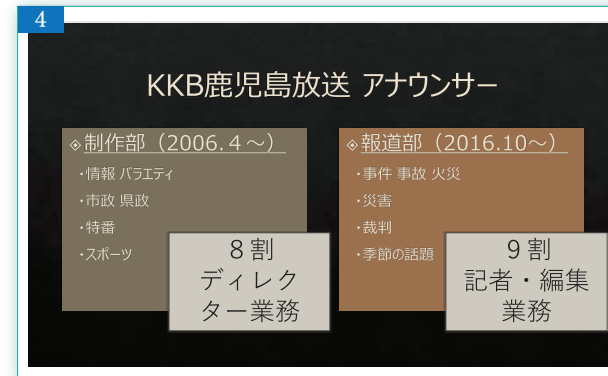 4
KKB鹿児島放送 アナウンサー
◈制作部（2006.４～）
・情報 バラエティ
・市政 県政
・特番
・スポーツ
８割
ディレク
ター業務
◈報道部（2016.10～）
・事件 事故 火災
・災害
・裁判
・季節の話題
９割
記者・編集
業務